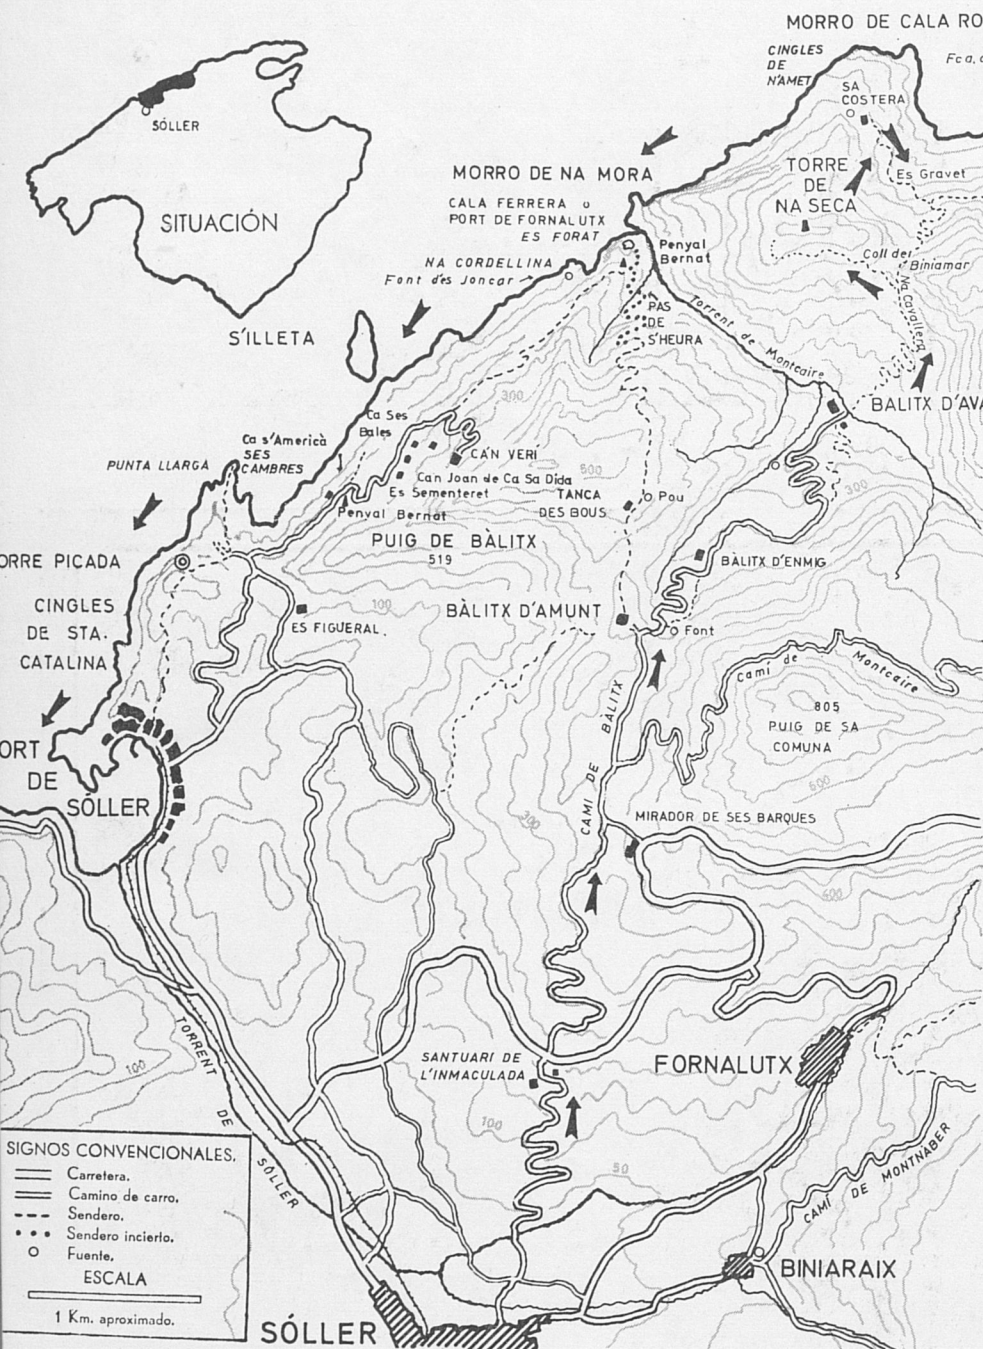 MORRO DE CALA RO
CINGLES
DE
N'AMET
Fca,
SA
COSTERA
SÓLLER
SITUACIÓN
MORRO DE NA MORA
TORRE
DE
NA SECA
Es Gravet
CALA FERRERA o
PORT DE FORNALUTX
ES FORAT
Penyal
Bernat
Coll de
Biniamar
Na Cavallera
NA CORDELLINA
Font d'es Joncar
S'ILLETA
PAS
DE
S'HEURA
Torrent de Montcaire
300
BALITX D'AVA
Ca Ses
Bales
Ca s'Americà
SES
CAMBRES
PUNTA LLARGA
CA'N VERI
500
Can Joan de Ca Sa Dida
Es Sementeret
TANCA
DES BOUS
Pou
300
Penyal Bernat
PUIG DE BÀLITX
519
ORRE PICADA
BÀLITX D'ENMIG
CINGLES
DE STA.
CATALINA
100
ES FIGUERAL.
BÀLITX D'AMUNT
Font
Camí de Montcaire
805
PUIG DE SA
COMUNA
600
ORT
DE
SÓLLER
CAMI DE BÀLITX
300
MIRADOR DE SES BARQUES
600
TORRENT DE SÓLLER
100
SANTUARI DE
L'INMACULADA
FORNALUTX
100
50
CAMÍ DE MONTNABER
BINIARAIX
SIGNOS CONVENCIONALES.
Carretera.
Camino de carro.
Sendero.
Sendero incierto.
Fuente.
ESCALA
1 Km. aproximado.
SÓLLER